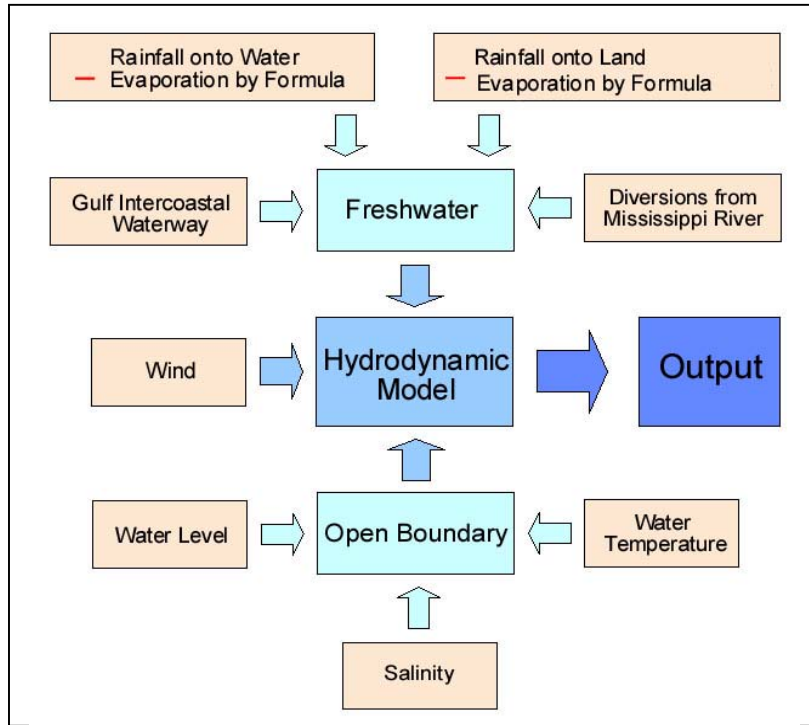 Rainfall onto Water
— Evaporation by Formula
Rainfall onto Land
— Evaporation by Formula
Gulf Intercoastal
Waterway
Freshwater
Diversions from
Mississippi River
Wind
Hydrodynamic
Model
Output
Water Level
Open Boundary
Water
Temperature
Salinity